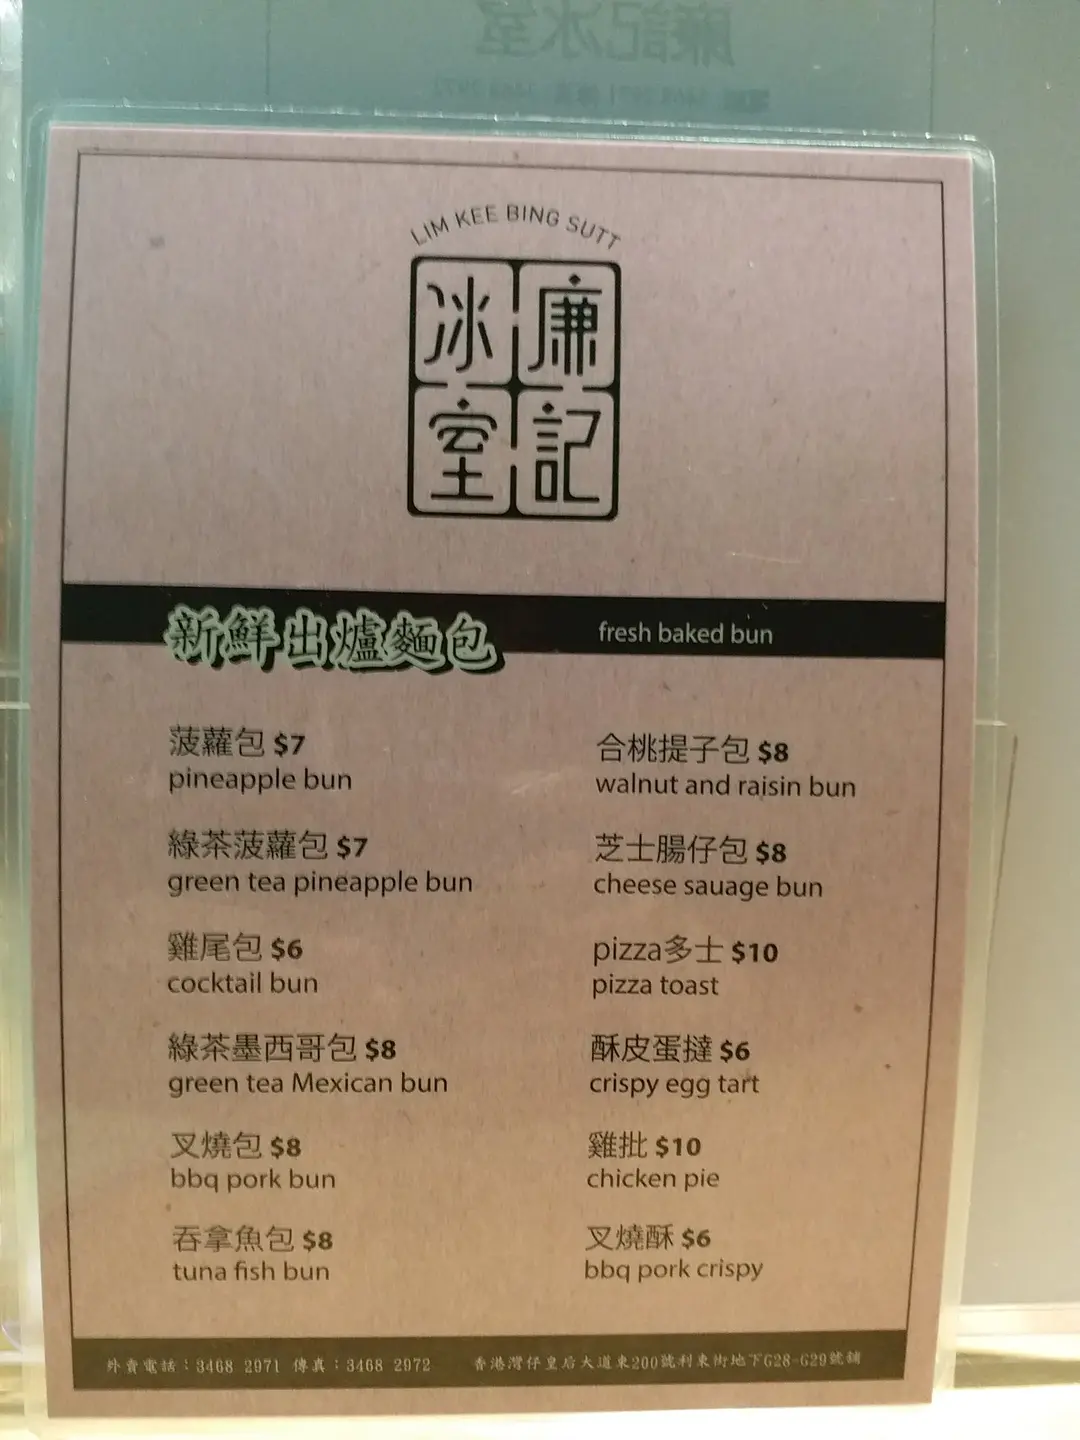 廉記冰室
LIM KEE BING SUTT
廉記
冰室
新鮮出爐麵包 fresh baked bun
菠蘿包 $7
pineapple bun
綠茶菠蘿包 $7
green tea pineapple bun
雞尾包 $6
cocktail bun
綠茶墨西哥包 $8
green tea Mexican bun
叉燒包 $8
bbq pork bun
吞拿魚包 $8
tuna fish bun
合桃提子包 $8
walnut and raisin bun
芝士腸仔包 $8
cheese sauage bun
pizza多士 $10
pizza toast
酥皮蛋撻 $6
crispy egg tart
雞批 $10
chicken pie
叉燒酥 $6
bbq pork crispy
外賣電話：3468 2971 傳真：3468 2972 香港灣仔皇后大道東200號利東街地下G28-G29號舖